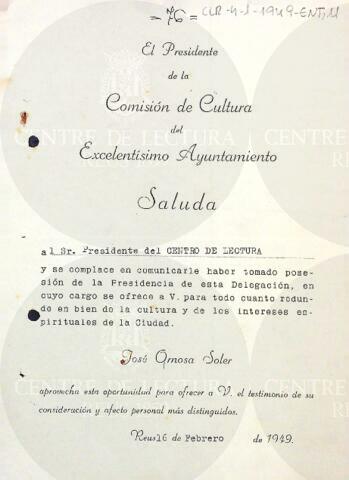 =76=
CLR-4-1-1949-ENT,11
El Presidente
de la
Comisión de Cultura
del
Excelentísimo Ayuntamiento
Saluda
al Sr. Presidente del CENTRO DE LECTURA
y se complace en comunicarle haber tomado pose-
sión de la Presidencia de esta Delegación, en
cuyo cargo se ofrece a V. para todo cuanto redun-
de en bien de la cultura y de los intereses es-
pirituales de la Ciudad.
José Arnosa Soler
aprovecha esta oportunidad para ofrecer a V. el testimonio de su
consideración y afecto personal más distinguidos.
Reus 16 de Febrero de 1949.
CENTRE DE LECTURA